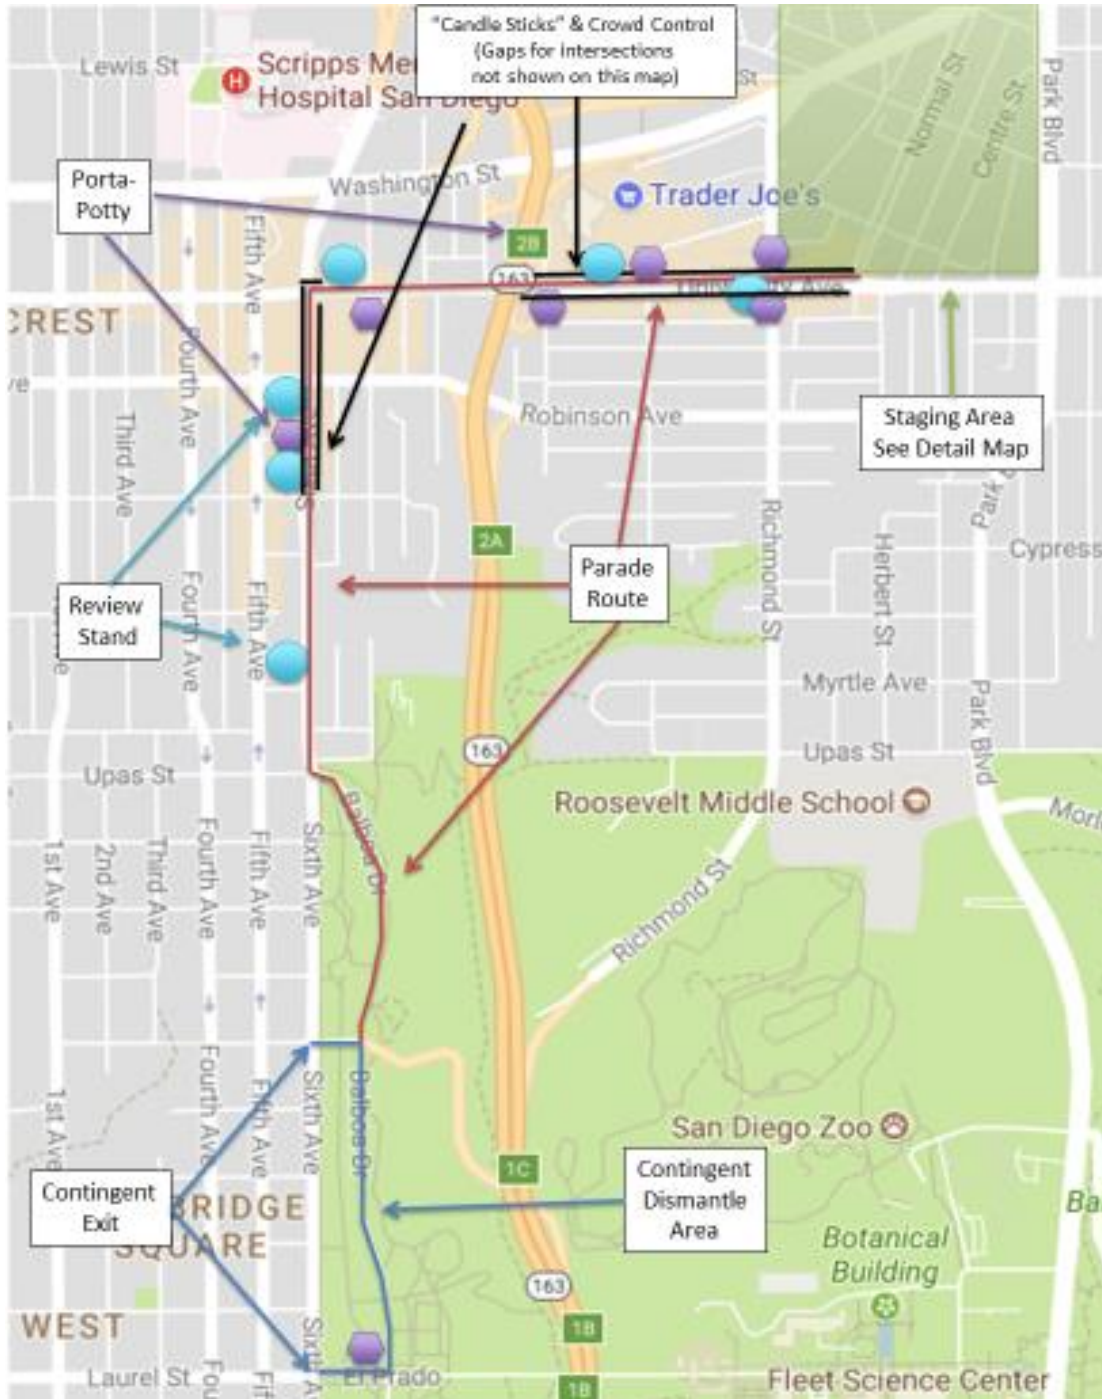 "Candle Sticks" & Crowd Control
(Gaps for intersections
not shown on this map)
Lewis St
Scripps Me
Hospital San Diego
St
Normal St
Centre St
Park Blvd
Porta-
Potty
Washington St
Trader Joe's
Fifth Ave
2B
163
CREST
Fourth Ave
ve
Third Ave
Robinson Ave
Staging Area
See Detail Map
2A
Richmond St
Herbert St
Cypress
Parade
Route
Review
Stand
Fourth Ave
Fifth Ave
Myrtle Ave
Park Blvd
Upas St
163
Upas St
Roosevelt Middle School
Balboa Dr
1st Ave
2nd Ave
Third Ave
Fourth Ave
Fifth Ave
Sixth Ave
Richmond St
1st Ave
Fourth Ave
Fifth Ave
Sixth Ave
Balboa Dr
San Diego Zoo
1C
Contingent
Exit
Contingent
Dismantle
Area
BRIDGE
SQUARE
Botanical
Building
Ba
163
WEST
1B
Laurel St
El Prado
Fleet Science Center
1B